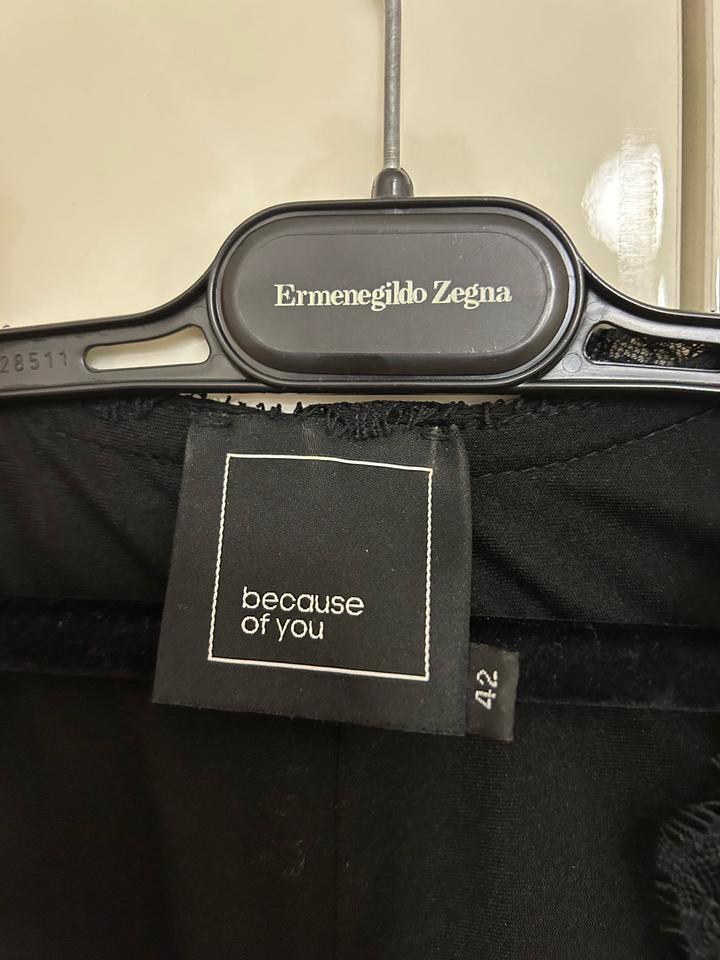 Ermenegildo Zegna
28511
because
of you
42